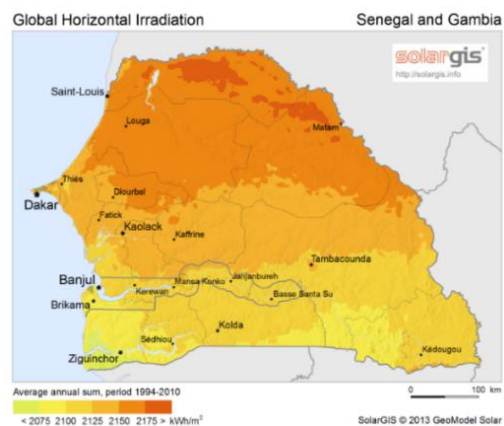 Global Horizontal Irradiation
Senegal and Gambia
solargis
http://solargis.info
Saint-Louis
Louga
Matam
Thiès
Dakar
Diourbel
Fatick
Kaolack
Kaffrine
Tambacounda
Banjul
Kerewan
Mansa Konko
Janjanbureh
Basse Santa Su
Brikama
Kolda
Sédhiou
Ziguinchor
Kédougou
Average annual sum, period 1994-2010
0 100 km
< 2075 2100 2125 2150 2175 > kWh/m²
SolarGIS © 2013 GeoModel Solar